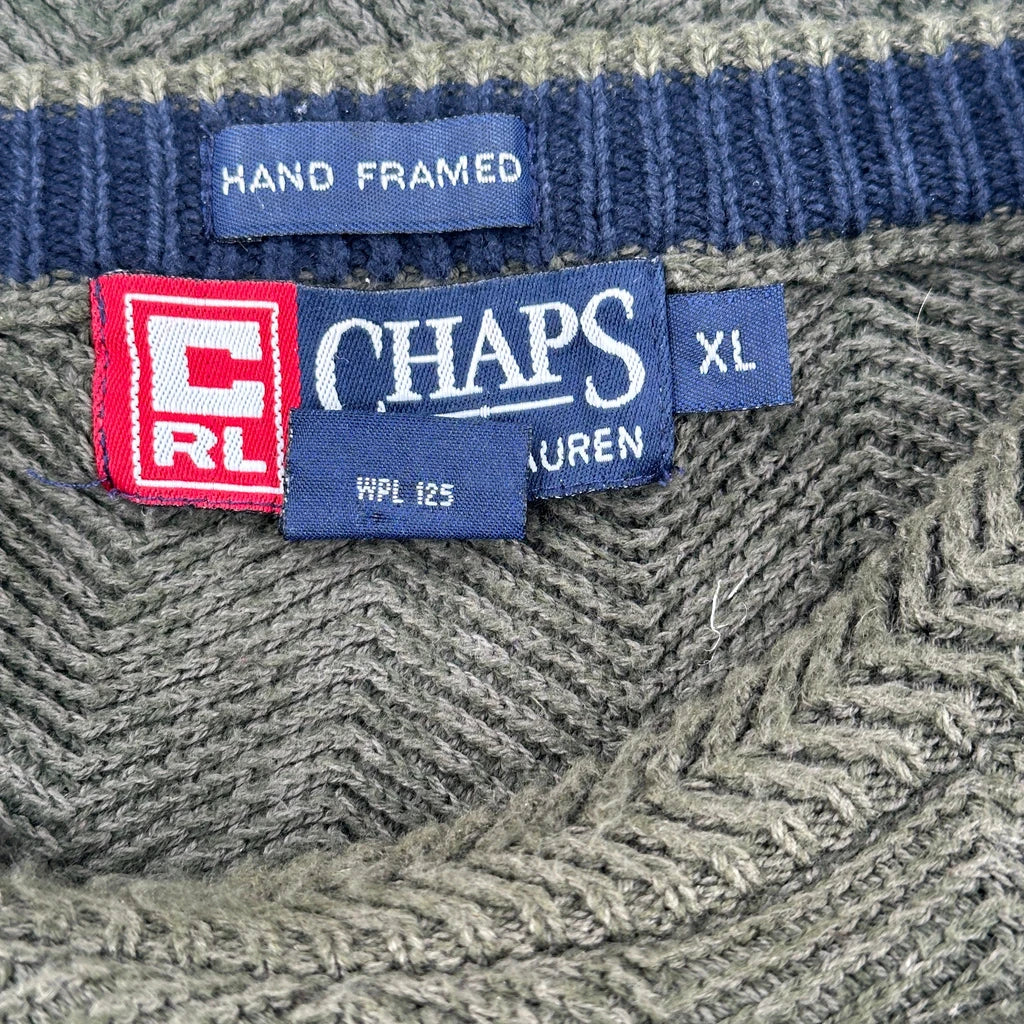 HAND FRAMED
C
RL
CHAPS
AUREN
XL
WPL 125